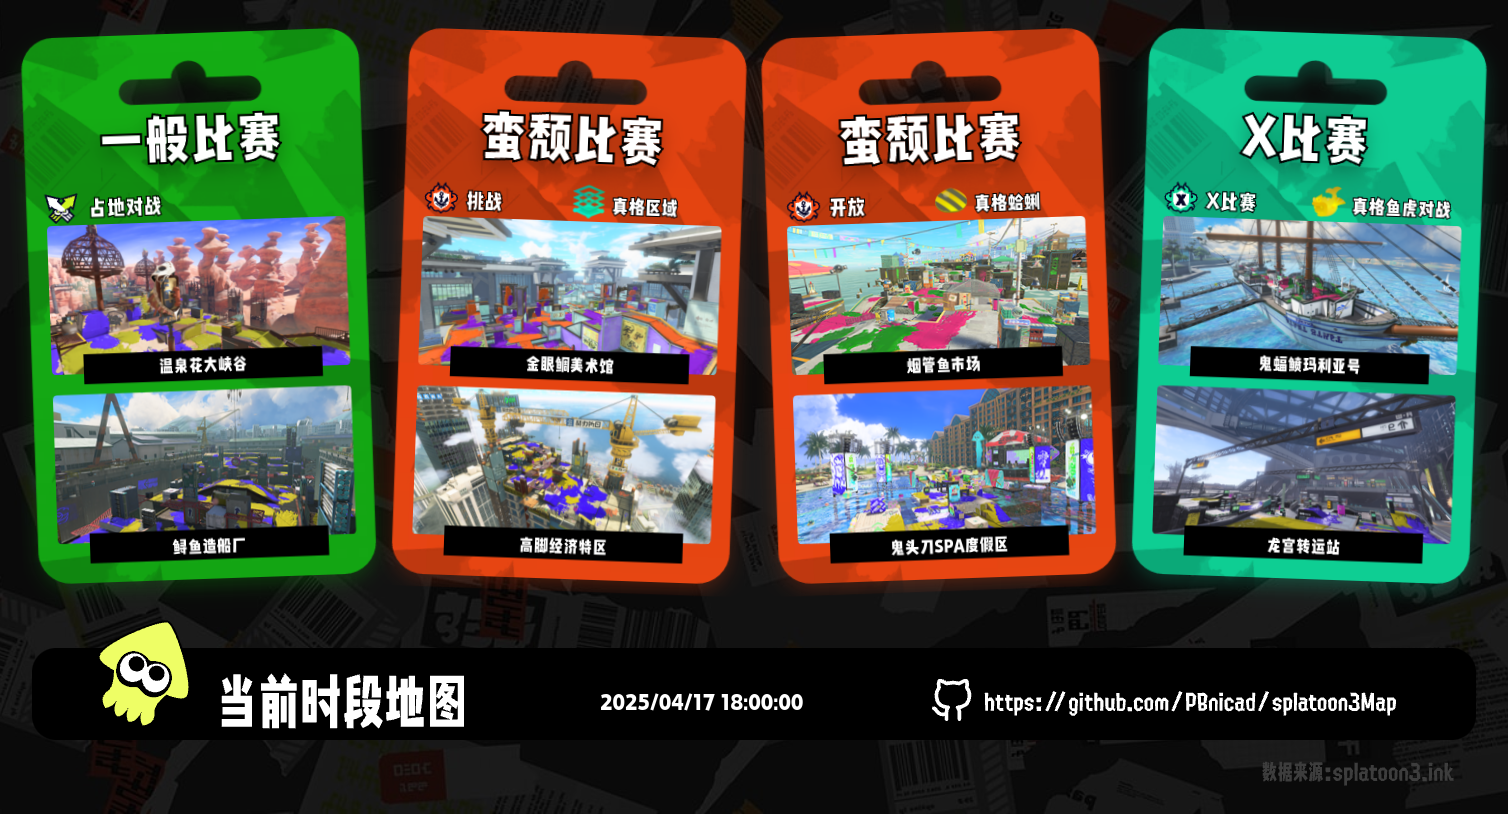 一般比赛
占地对战
温泉花大峡谷
鲟鱼造船厂
蛮颓比赛
挑战
真格区域
金眼鲷美术馆
高脚经济特区
蛮颓比赛
开放
真格蛤蜊
烟管鱼市场
鬼头刀SPA度假区
X比赛
X比赛
真格鱼虎对战
鬼蝠鲼玛利亚号
龙宫转运站
当前时段地图
2025/04/17 18:00:00
https://github.com/PBnicad/splatoon3Map
数据来源:splatoon3.ink